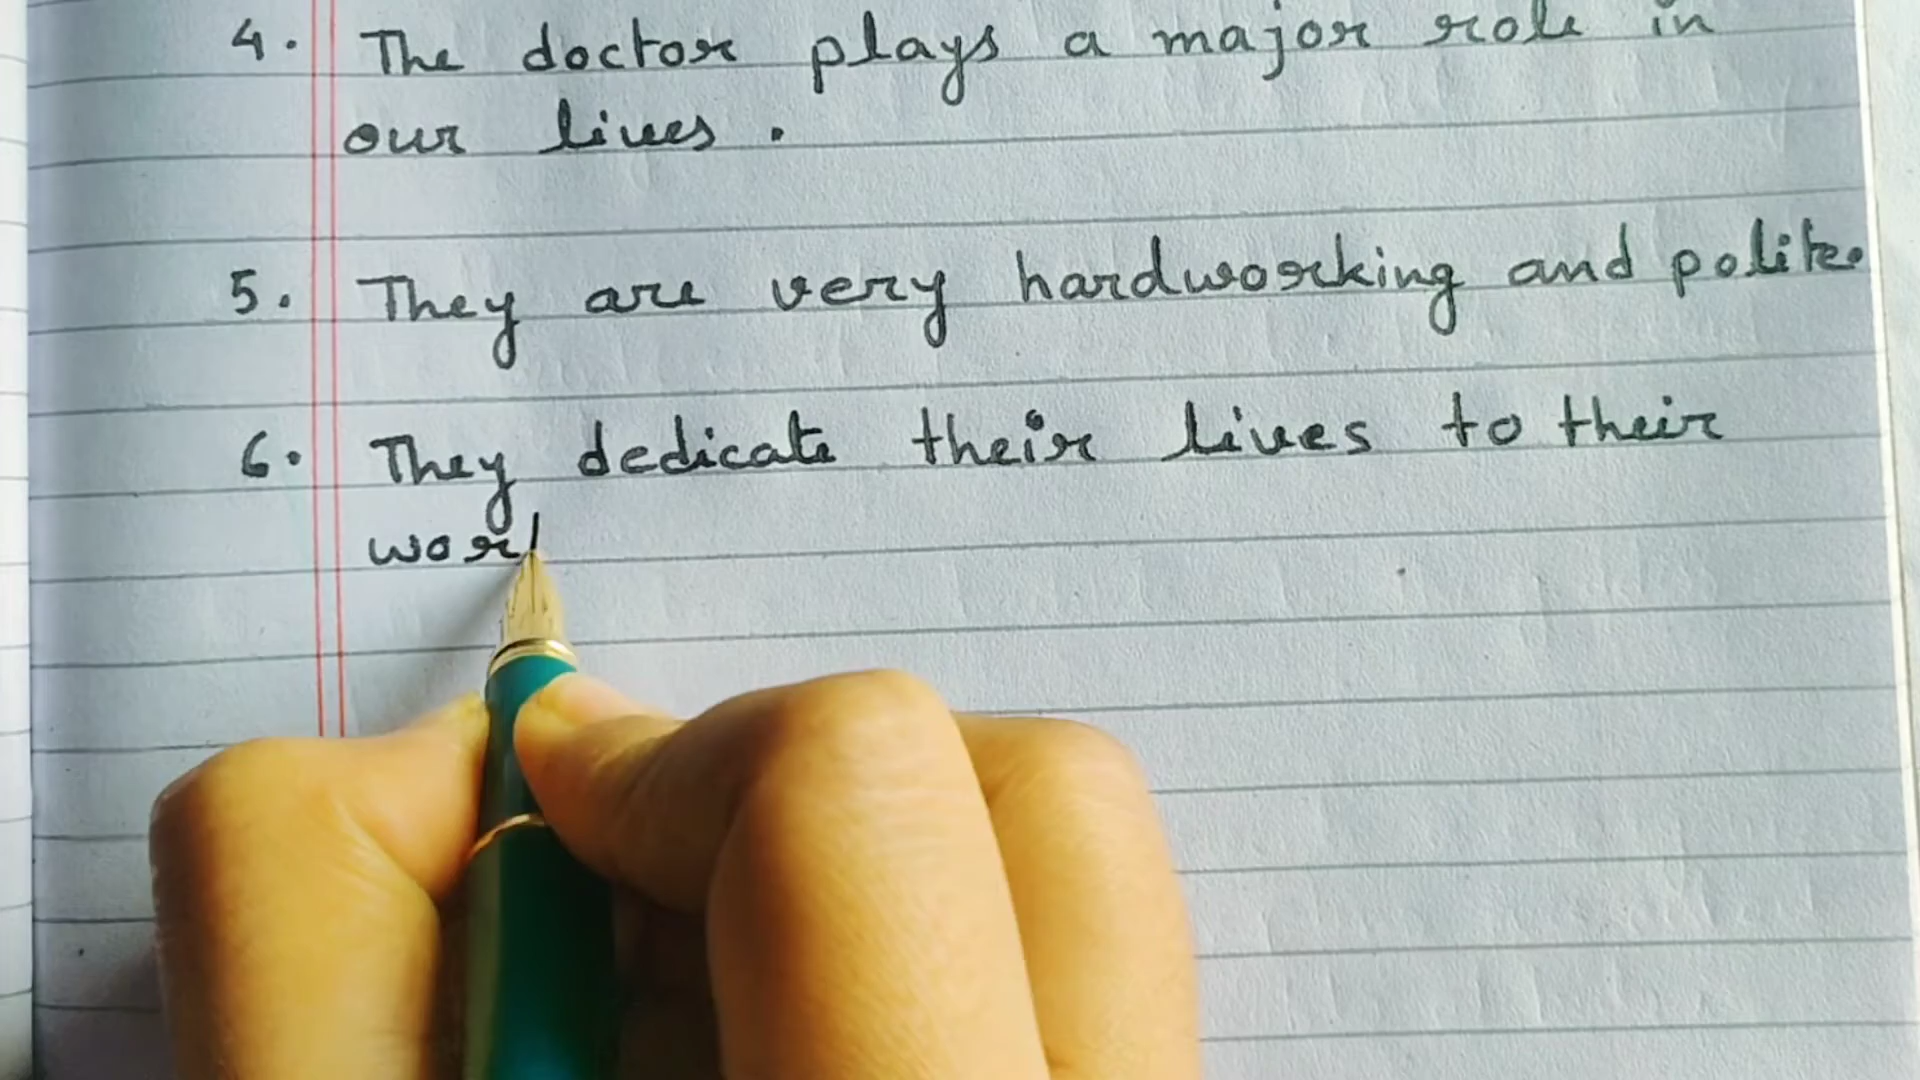 4. The doctor plays a major role in
our lives.
5. They are very hardworking and polite.
6. They dedicate their lives to their